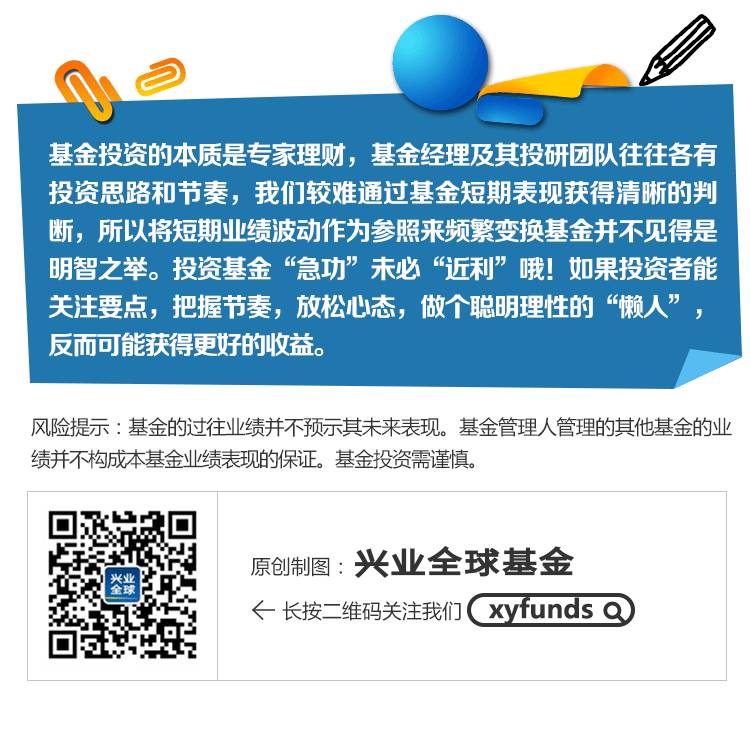 基金投资的本质是专家理财，基金经理及其投研团队往往各有
投资思路和节奏，我们较难通过基金短期表现获得清晰的判
断，所以将短期业绩波动作为参照来频繁变换基金并不见得是
明智之举。投资基金“急功”未必“近利”哦！如果投资者能
关注要点，把握节奏，放松心态，做个聪明理性的“懒人”，
反而可能获得更好的收益。
风险提示：基金的过往业绩并不预示其未来表现。基金管理人管理的其他基金的业
绩并不构成本基金业绩表现的保证。基金投资需谨慎。
兴业
全球
原创制图：兴业全球基金
长按二维码关注我们 xyfunds